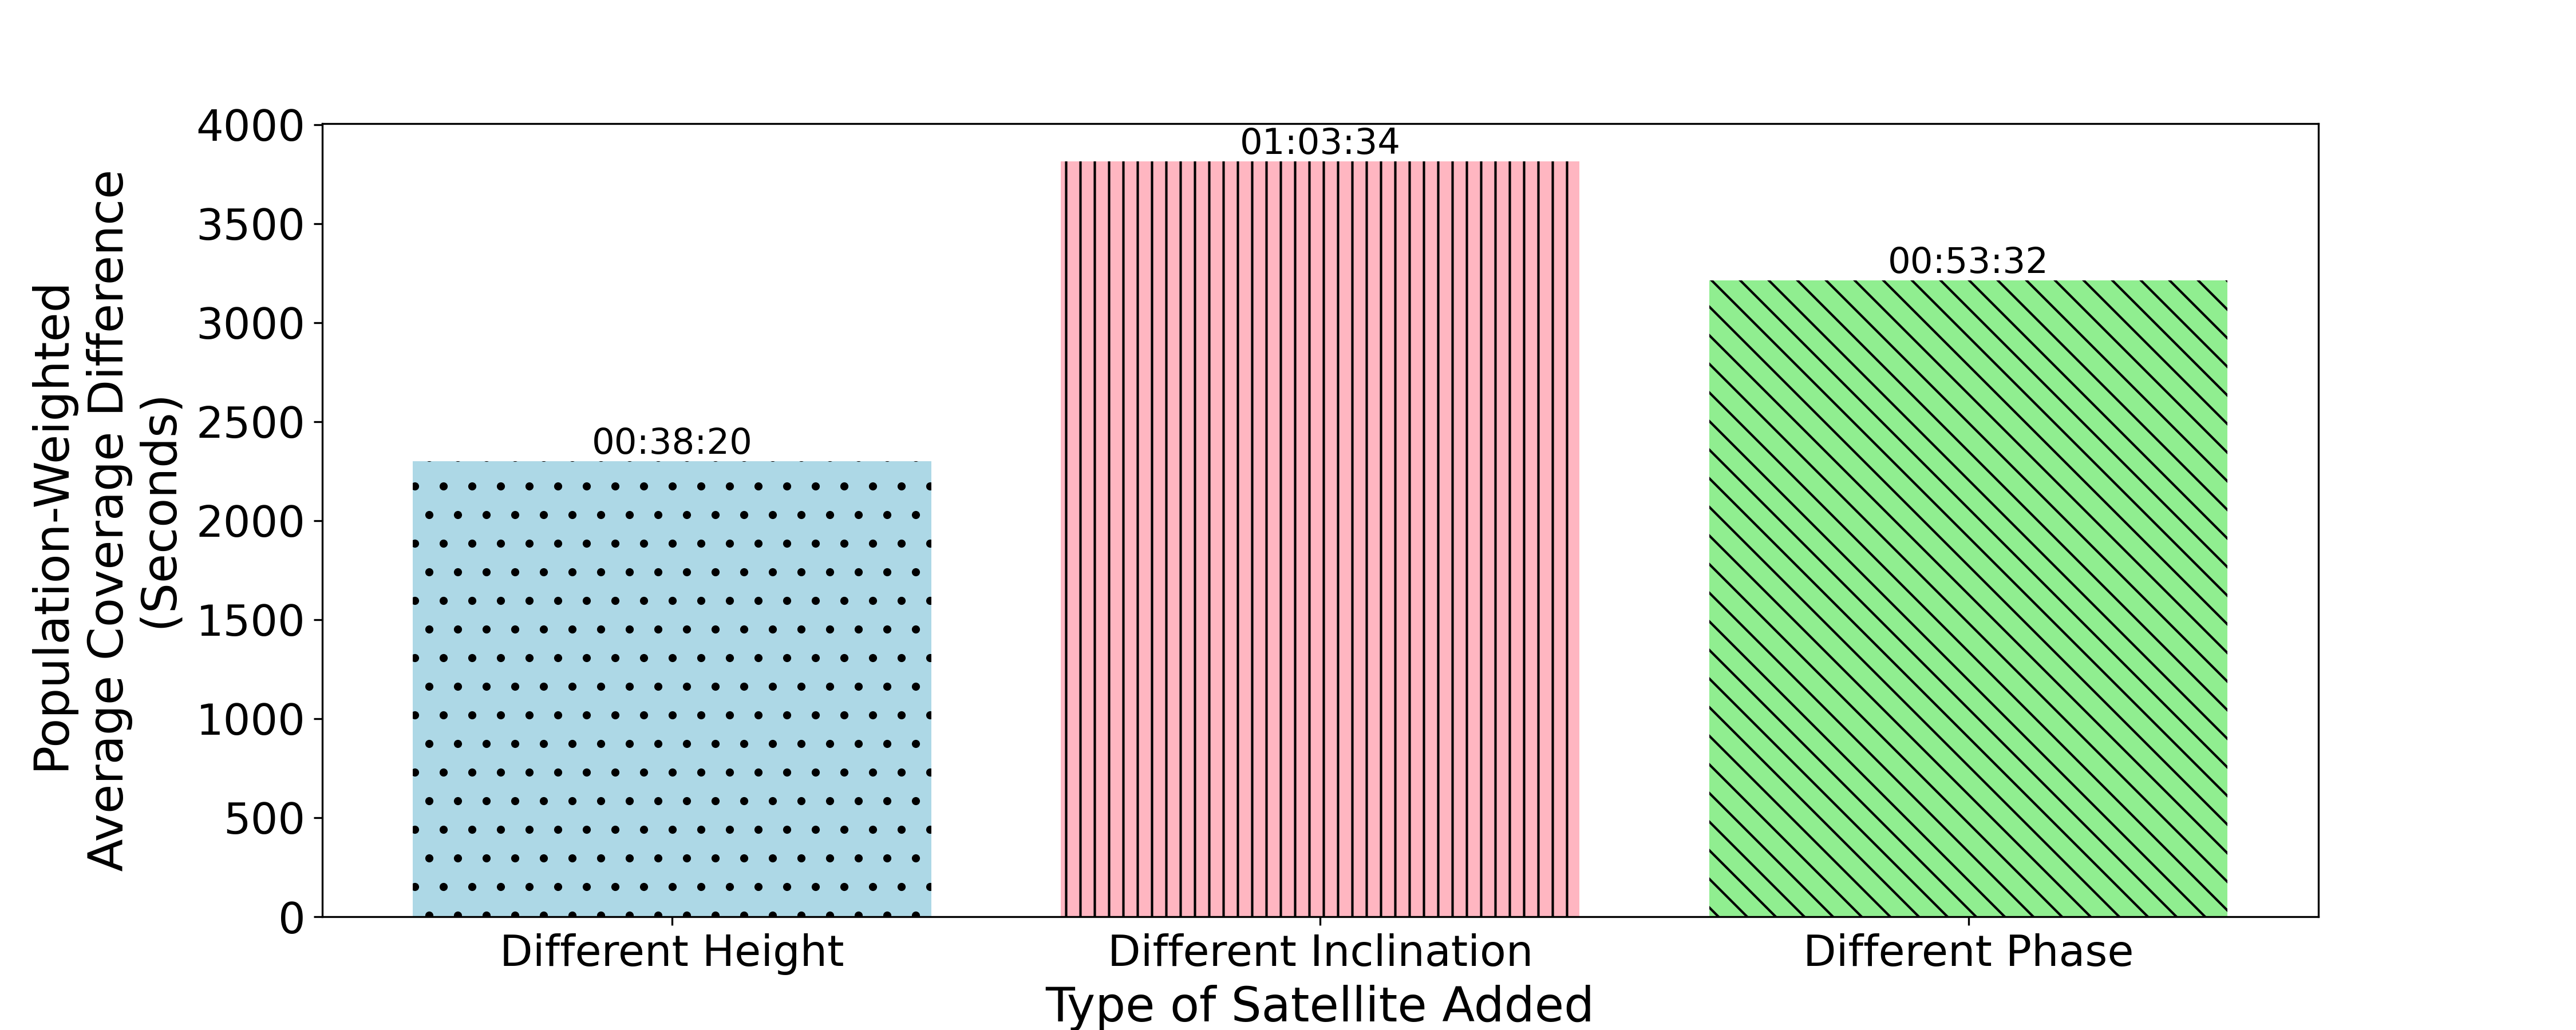 Population-Weighted
Average Coverage Difference
(Seconds)
4000
3500
3000
2500
2000
1500
1000
500
0
00:38:20
01:03:34
00:53:32
Different Height
Different Inclination
Different Phase
Type of Satellite Added